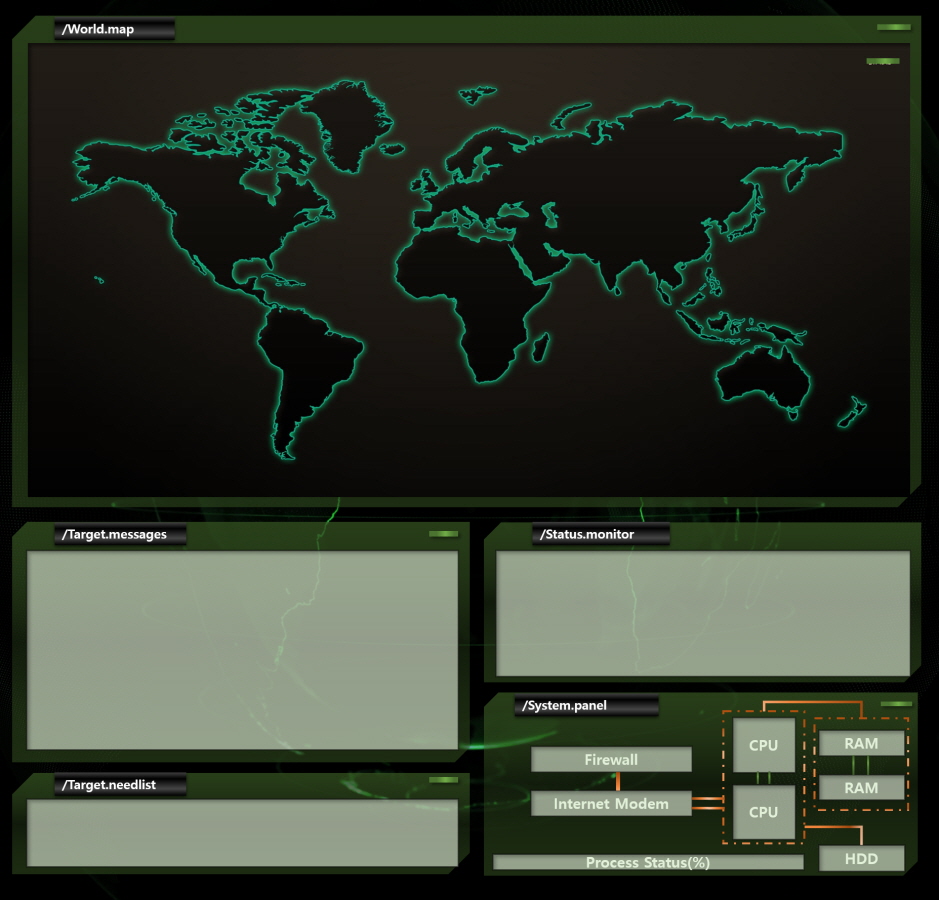 /World.map
/Target.messages
/Status.monitor
/System.panel
CPU
RAM
Firewall
RAM
Internet Modem
CPU
/Target.needlist
Process Status(%)
HDD